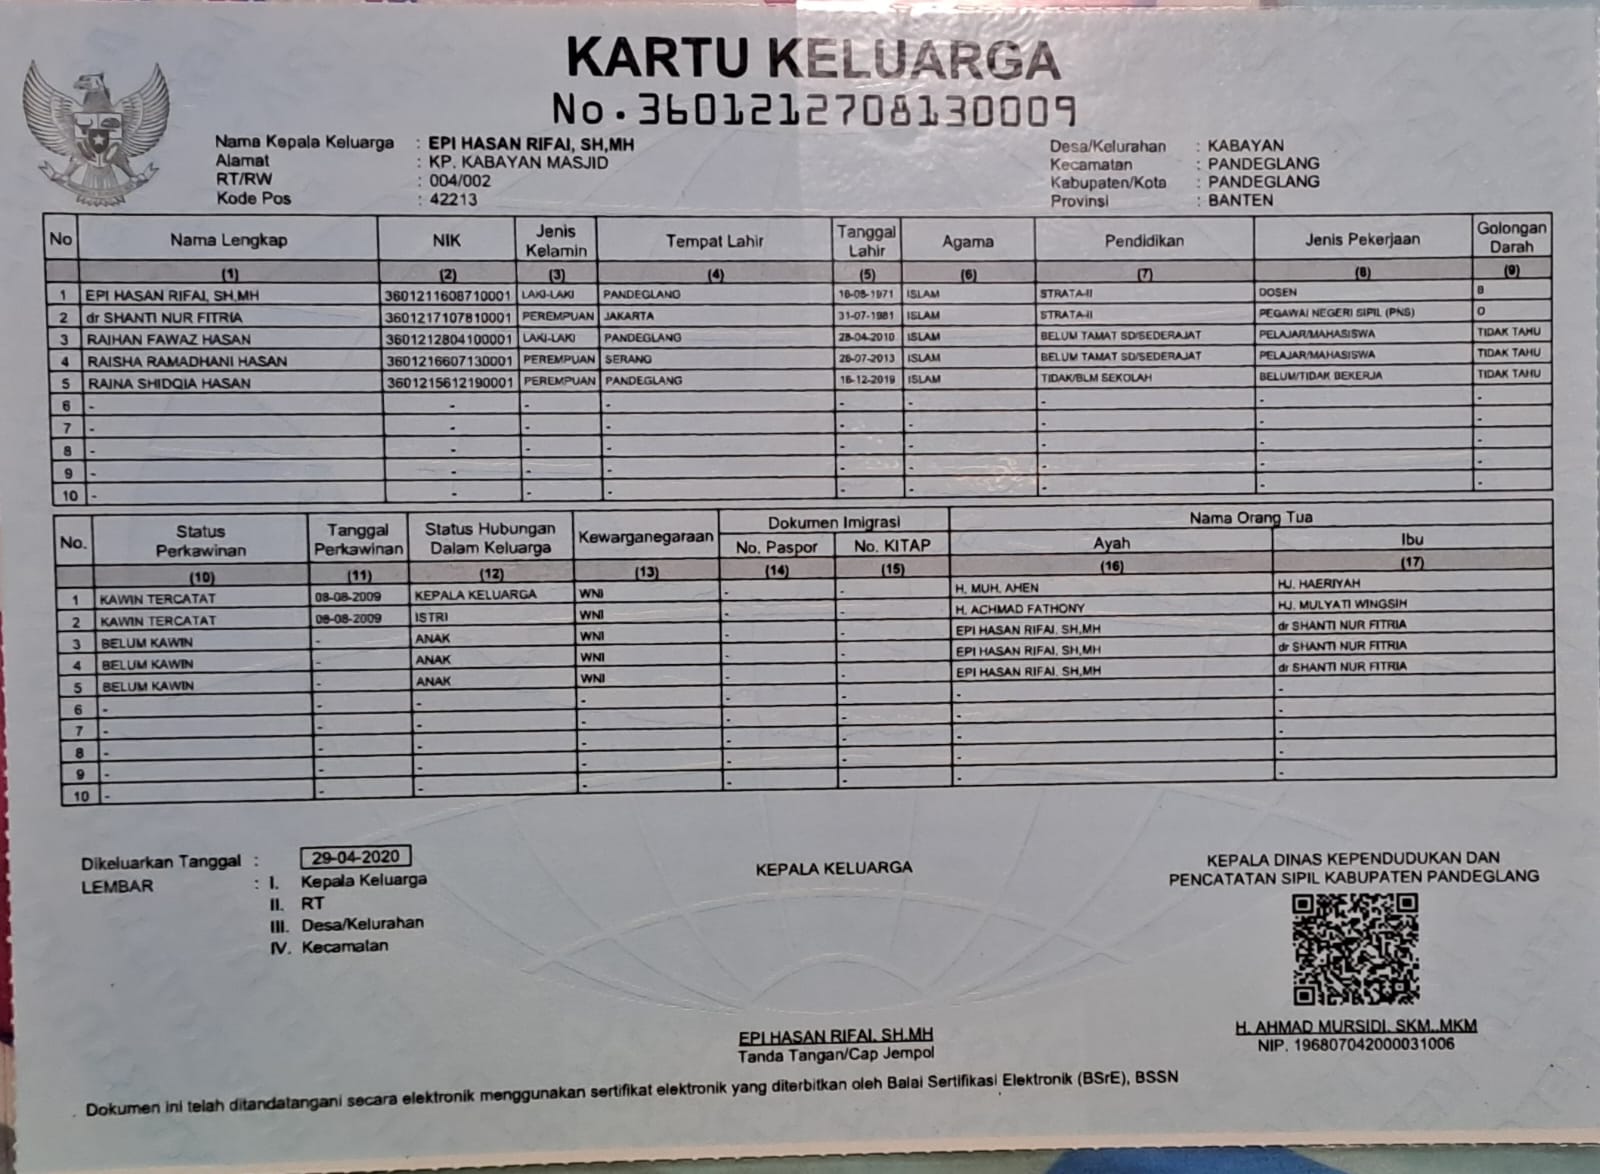 KARTU KELUARGA
No.3601212708130009
Nama Kepala Keluarga : EPI HASAN RIFAI, SH,MH
Alamat : KP. KABAYAN MASJID
RT/RW : 004/002
Kode Pos : 42213
Desa/Kelurahan : KABAYAN
Kecamatan : PANDEGLANG
Kabupaten/Kota : PANDEGLANG
Provinsi : BANTEN
No Nama Lengkap NIK Jenis Kelamin Tempat Lahir Tanggal Lahir Agama Pendidikan Jenis Pekerjaan Golongan Darah
(1) (2) (3) (4) (5) (6) (7) (8) (9)
1 EPI HASAN RIFAI, SH,MH 3601211608710001 LAKI-LAKI PANDEGLANG 16-08-1971 ISLAM STRATA-II DOSEN B
2 dr SHANTI NUR FITRIA 3601217107810001 PEREMPUAN JAKARTA 31-07-1981 ISLAM STRATA-II PEGAWAI NEGERI SIPIL (PNS) O
3 RAIHAN FAWAZ HASAN 3601212804100001 LAKI-LAKI PANDEGLANG 28-04-2010 ISLAM BELUM TAMAT SD/SEDERAJAT PELAJAR/MAHASISWA TIDAK TAHU
4 RAISHA RAMADHANI HASAN 3601216607130001 PEREMPUAN SERANG 26-07-2013 ISLAM BELUM TAMAT SD/SEDERAJAT PELAJAR/MAHASISWA TIDAK TAHU
5 RAINA SHIDQIA HASAN 3601215612190001 PEREMPUAN PANDEGLANG 16-12-2019 ISLAM TIDAK/BLM SEKOLAH BELUM/TIDAK BEKERJA TIDAK TAHU
6 - - - - - - - - -
7 - - - - - - - - -
8 - - - - - - - - -
9 - - - - - - - - -
10 - - - - - - - - -
No. Status Perkawinan Tanggal Perkawinan Status Hubungan Dalam Keluarga Kewarganegaraan Dokumen Imigrasi Nama Orang Tua
No. Paspor No. KITAP Ayah Ibu
(10) (11) (12) (13) (14) (15) (16) (17)
1 KAWIN TERCATAT 08-08-2009 KEPALA KELUARGA WNI - - H. MUH. AHEN HJ. HAERIYAH
2 KAWIN TERCATAT 08-08-2009 ISTRI WNI - - H. ACHMAD FATHONY HJ. MULYATI WINGSIH
3 BELUM KAWIN - ANAK WNI - - EPI HASAN RIFAI, SH,MH dr SHANTI NUR FITRIA
4 BELUM KAWIN - ANAK WNI - - EPI HASAN RIFAI, SH,MH dr SHANTI NUR FITRIA
5 BELUM KAWIN - ANAK WNI - - EPI HASAN RIFAI, SH,MH dr SHANTI NUR FITRIA
6 - - - - - - - -
7 - - - - - - - -
8 - - - - - - - -
9 - - - - - - - -
10 - - - - - - - -
Dikeluarkan Tanggal : 29-04-2020
LEMBAR : I. Kepala Keluarga
II. RT
III. Desa/Kelurahan
IV. Kecamatan
KEPALA KELUARGA
EPI HASAN RIFAI, SH,MH
Tanda Tangan/Cap Jempol
KEPALA DINAS KEPENDUDUKAN DAN
PENCATATAN SIPIL KABUPATEN PANDEGLANG
H. AHMAD MURSIDI, SKM.,MKM
NIP. 196807042000031006
Dokumen ini telah ditandatangani secara elektronik menggunakan sertifikat elektronik yang diterbitkan oleh Balai Sertifikasi Elektronik (BSrE), BSSN